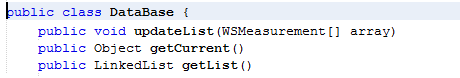 public class DataBase {
    public void updateList(WSMeasurement[] array)
    public Object getCurrent()
    public LinkedList getList()